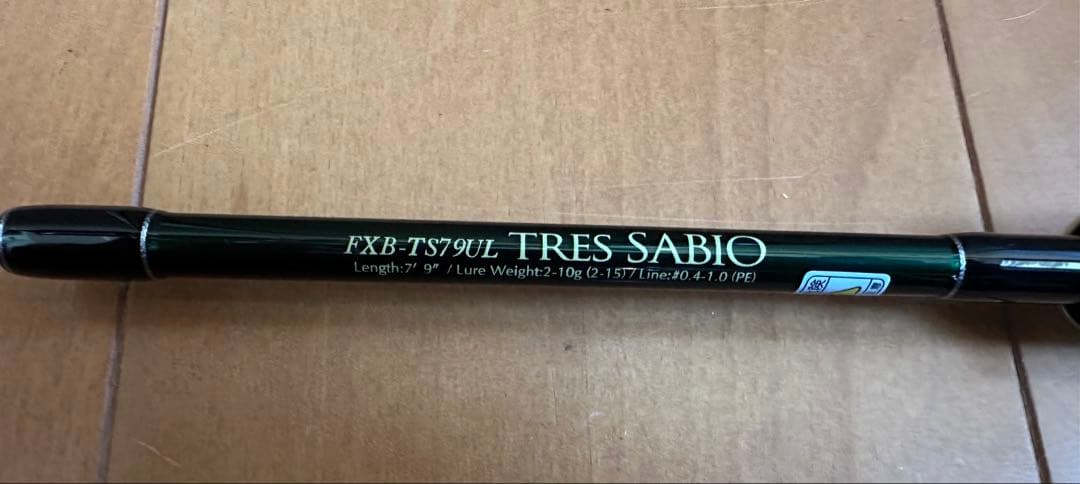 FXB-TS79UL TRES SABIO
Length:7' 9" / Lure Weight:2-10g (2-15) / Line:#0.4-1.0 (PE)